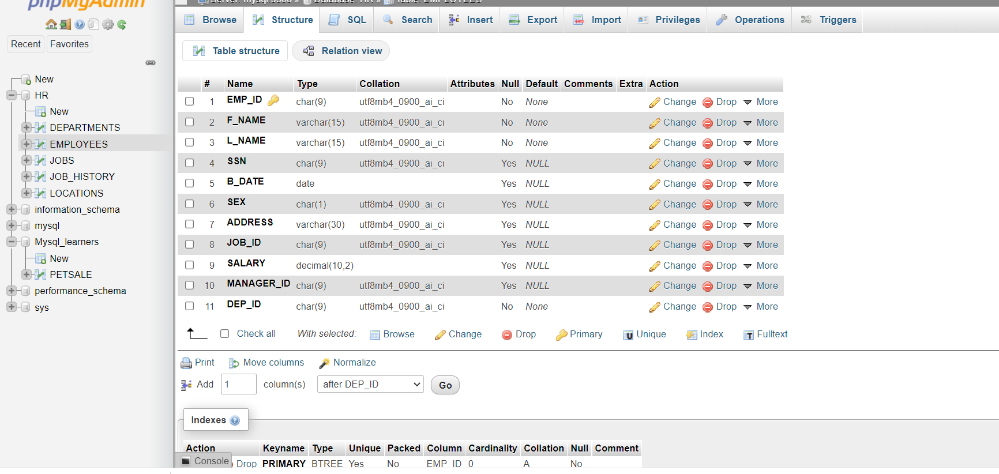 phpMyAdmin
Server: mysql:3306 » Database: HR » Table: EMPLOYEES
Browse Structure SQL Search Insert Export Import Privileges Operations Triggers
Recent Favorites
Table structure Relation view
New
HR
New
DEPARTMENTS
EMPLOYEES
JOBS
JOB_HISTORY
LOCATIONS
information_schema
mysql
Mysql_learners
New
PETSALE
performance_schema
sys
# Name Type Collation Attributes Null Default Comments Extra Action
1 EMP_ID char(9) utf8mb4_0900_ai_ci No None Change Drop More
2 F_NAME varchar(15) utf8mb4_0900_ai_ci No None Change Drop More
3 L_NAME varchar(15) utf8mb4_0900_ai_ci No None Change Drop More
4 SSN char(9) utf8mb4_0900_ai_ci Yes NULL Change Drop More
5 B_DATE date Yes NULL Change Drop More
6 SEX char(1) utf8mb4_0900_ai_ci Yes NULL Change Drop More
7 ADDRESS varchar(30) utf8mb4_0900_ai_ci Yes NULL Change Drop More
8 JOB_ID char(9) utf8mb4_0900_ai_ci Yes NULL Change Drop More
9 SALARY decimal(10,2) Yes NULL Change Drop More
10 MANAGER_ID char(9) utf8mb4_0900_ai_ci Yes NULL Change Drop More
11 DEP_ID char(9) utf8mb4_0900_ai_ci No None Change Drop More
Check all With selected: Browse Change Drop Primary Unique Index Fulltext
Print Move columns Normalize
Add 1 column(s) after DEP_ID Go
Indexes
Action Keyname Type Unique Packed Column Cardinality Collation Null Comment
Drop PRIMARY BTREE Yes No EMP_ID 0 A No
Console